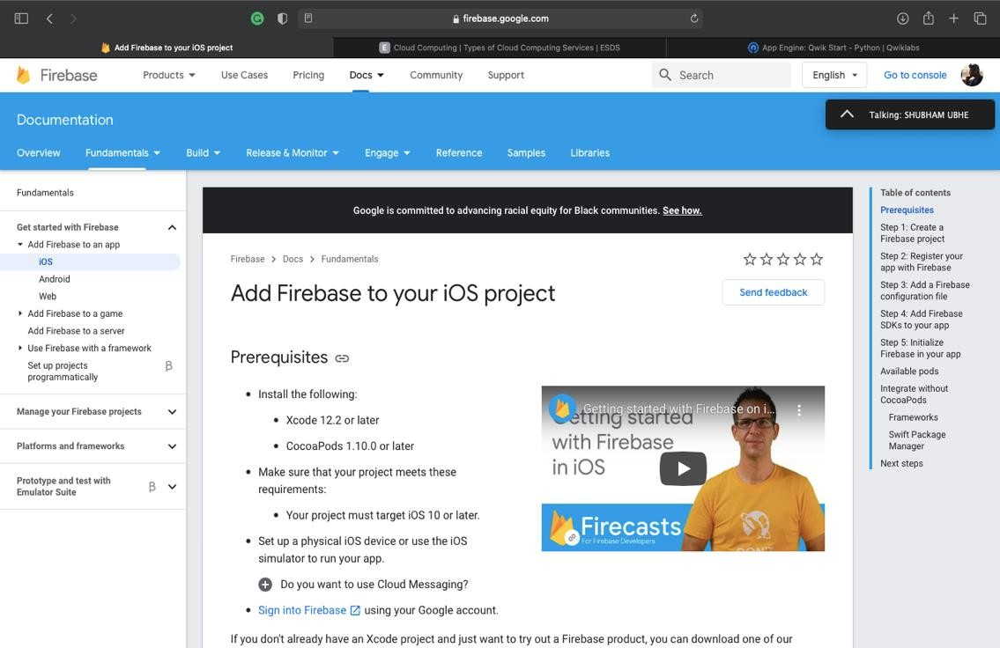 firebase.google.com
Add Firebase to your iOS project
E Cloud Computing | Types of Cloud Computing Services | ESDS
App Engine: Qwik Start - Python | Qwiklabs
Firebase
Products
Use Cases
Pricing
Docs
Community
Support
Search
English
Go to console
Documentation
Talking: SHUBHAM UBHE
Overview
Fundamentals
Build
Release & Monitor
Engage
Reference
Samples
Libraries
Fundamentals
Get started with Firebase
Add Firebase to an app
iOS
Android
Web
Add Firebase to a game
Add Firebase to a server
Use Firebase with a framework
Set up projects
programmatically
β
Manage your Firebase projects
Platforms and frameworks
Prototype and test with
Emulator Suite
β
Google is committed to advancing racial equity for Black communities. See how.
Firebase > Docs > Fundamentals
Add Firebase to your iOS project
Send feedback
Prerequisites
• Install the following:
• Xcode 12.2 or later
• CocoaPods 1.10.0 or later
• Make sure that your project meets these
requirements:
• Your project must target iOS 10 or later.
• Set up a physical iOS device or use the iOS
simulator to run your app.
Do you want to use Cloud Messaging?
• Sign into Firebase using your Google account.
If you don't already have an Xcode project and just want to try out a Firebase product, you can download one of our
Getting started with Firebase on i...
Getting started
with Firebase
in iOS
Firecasts
For Firebase Developers
DON'T
Table of contents
Prerequisites
Step 1: Create a
Firebase project
Step 2: Register your
app with Firebase
Step 3: Add a Firebase
configuration file
Step 4: Add Firebase
SDKs to your app
Step 5: Initialize
Firebase in your app
Available pods
Integrate without
CocoaPods
Frameworks
Swift Package
Manager
Next steps